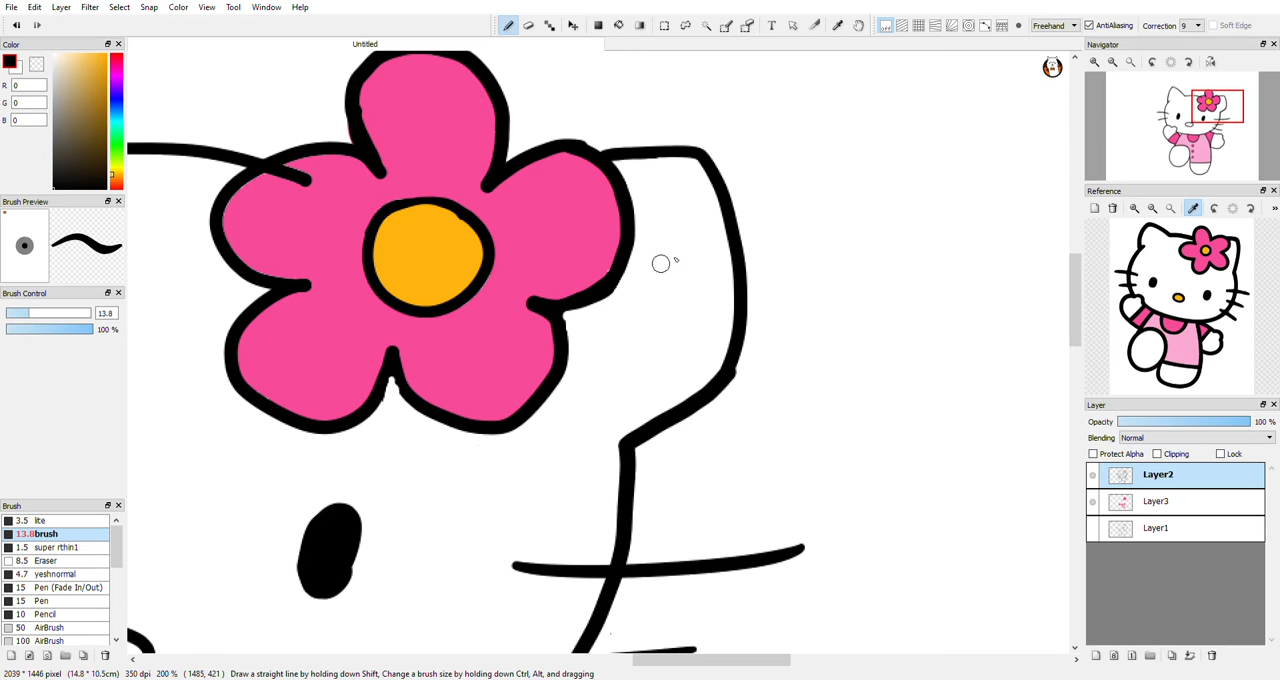 File Edit Layer Filter Select Snap Color View Tool Window Help
off Freehand AntiAliasing Correction 9 Soft Edge
Color
Untitled
Navigator
R 0
G 0
B 0
Reference
Brush Preview
Brush Control
13.8
100 %
Layer
Opacity 100 %
Blending Normal
Protect Alpha Clipping Lock
Layer2
Layer3
Layer1
Brush
3.5 lite
13.8 brush
1.5 super rthin1
8.5 Eraser
4.7 yeshnormal
15 Pen (Fade In/Out)
15 Pen
10 Pencil
50 AirBrush
100 AirBrush
2039 * 1446 pixel (14.8 * 10.5cm) 350 dpi 200 % ( 1485, 421 ) Draw a straight line by holding down Shift, Change a brush size by holding down Ctrl, Alt, and dragging